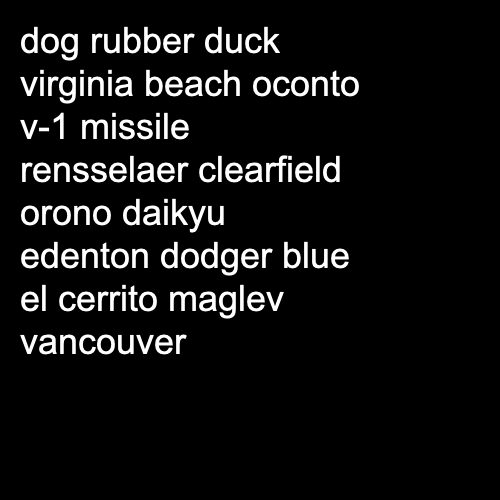 dog rubber duck
virginia beach oconto
v-1 missile
rensselaer clearfield
orono daikyu
edenton dodger blue
el cerrito maglev
vancouver